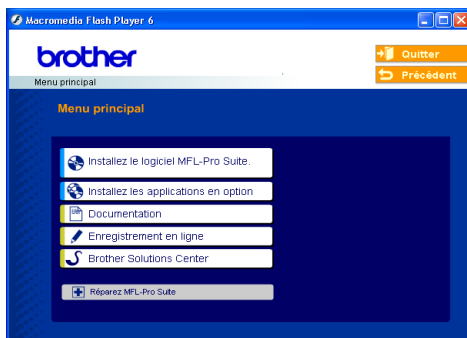 Macromedia Flash Player 6
brother
Quitter
Précédent
Menu principal
Menu principal
Installez le logiciel MFL-Pro Suite.
Installez les applications en option
Documentation
Enregistrement en ligne
Brother Solutions Center
Réparez MFL-Pro Suite